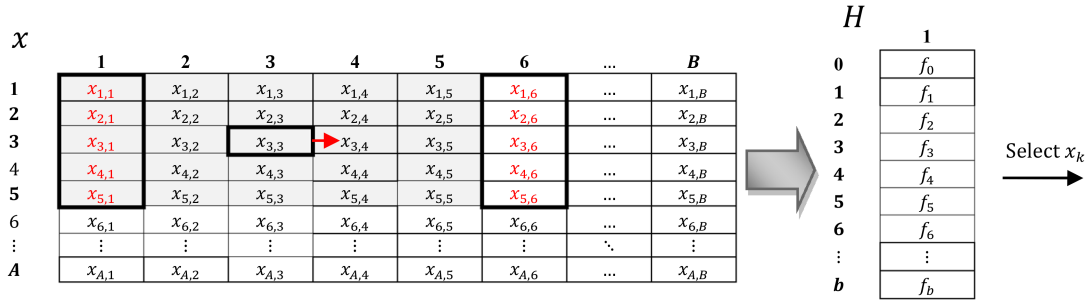 x
1 2 3 4 5 6 ... B
1 x1,1 x1,2 x1,3 x1,4 x1,5 x1,6 ... x1,B
2 x2,1 x2,2 x2,3 x2,4 x2,5 x2,6 ... x2,B
3 x3,1 x3,2 x3,3 x3,4 x3,5 x3,6 ... x3,B
4 x4,1 x4,2 x4,3 x4,4 x4,5 x4,6 ... x4,B
5 x5,1 x5,2 x5,3 x5,4 x5,5 x5,6 ... x5,B
6 x6,1 x6,2 x6,3 x6,4 x6,5 x6,6 ... x6,B
⋮ ⋮ ⋮ ⋮ ⋮ ⋮ ⋮ ⋱ ⋮
A xA,1 xA,2 xA,3 xA,4 xA,5 xA,6 ... xA,B
H
1
0 f0
1 f1
2 f2
3 f3
4 f4
5 f5
6 f6
⋮ ⋮
b fb
Select xk